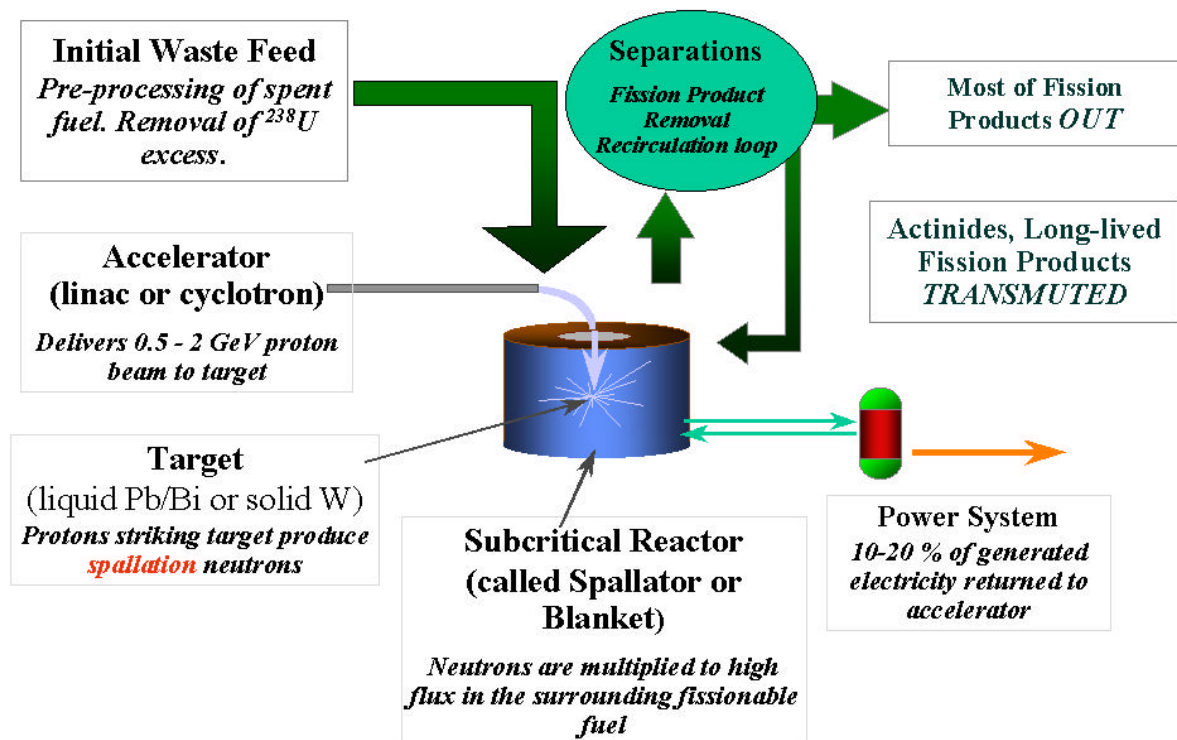 Initial Waste Feed
Pre-processing of spent
fuel. Removal of ²³⁸U
excess.
Separations
Fission Product
Removal
Recirculation loop
Most of Fission
Products OUT
Actinides, Long-lived
Fission Products
TRANSMUTED
Accelerator
(linac or cyclotron)
Delivers 0.5 - 2 GeV proton
beam to target
Target
(liquid Pb/Bi or solid W)
Protons striking target produce
spallation neutrons
Subcritical Reactor
(called Spallator or
Blanket)
Neutrons are multiplied to high
flux in the surrounding fissionable
fuel
Power System
10-20 % of generated
electricity returned to
accelerator